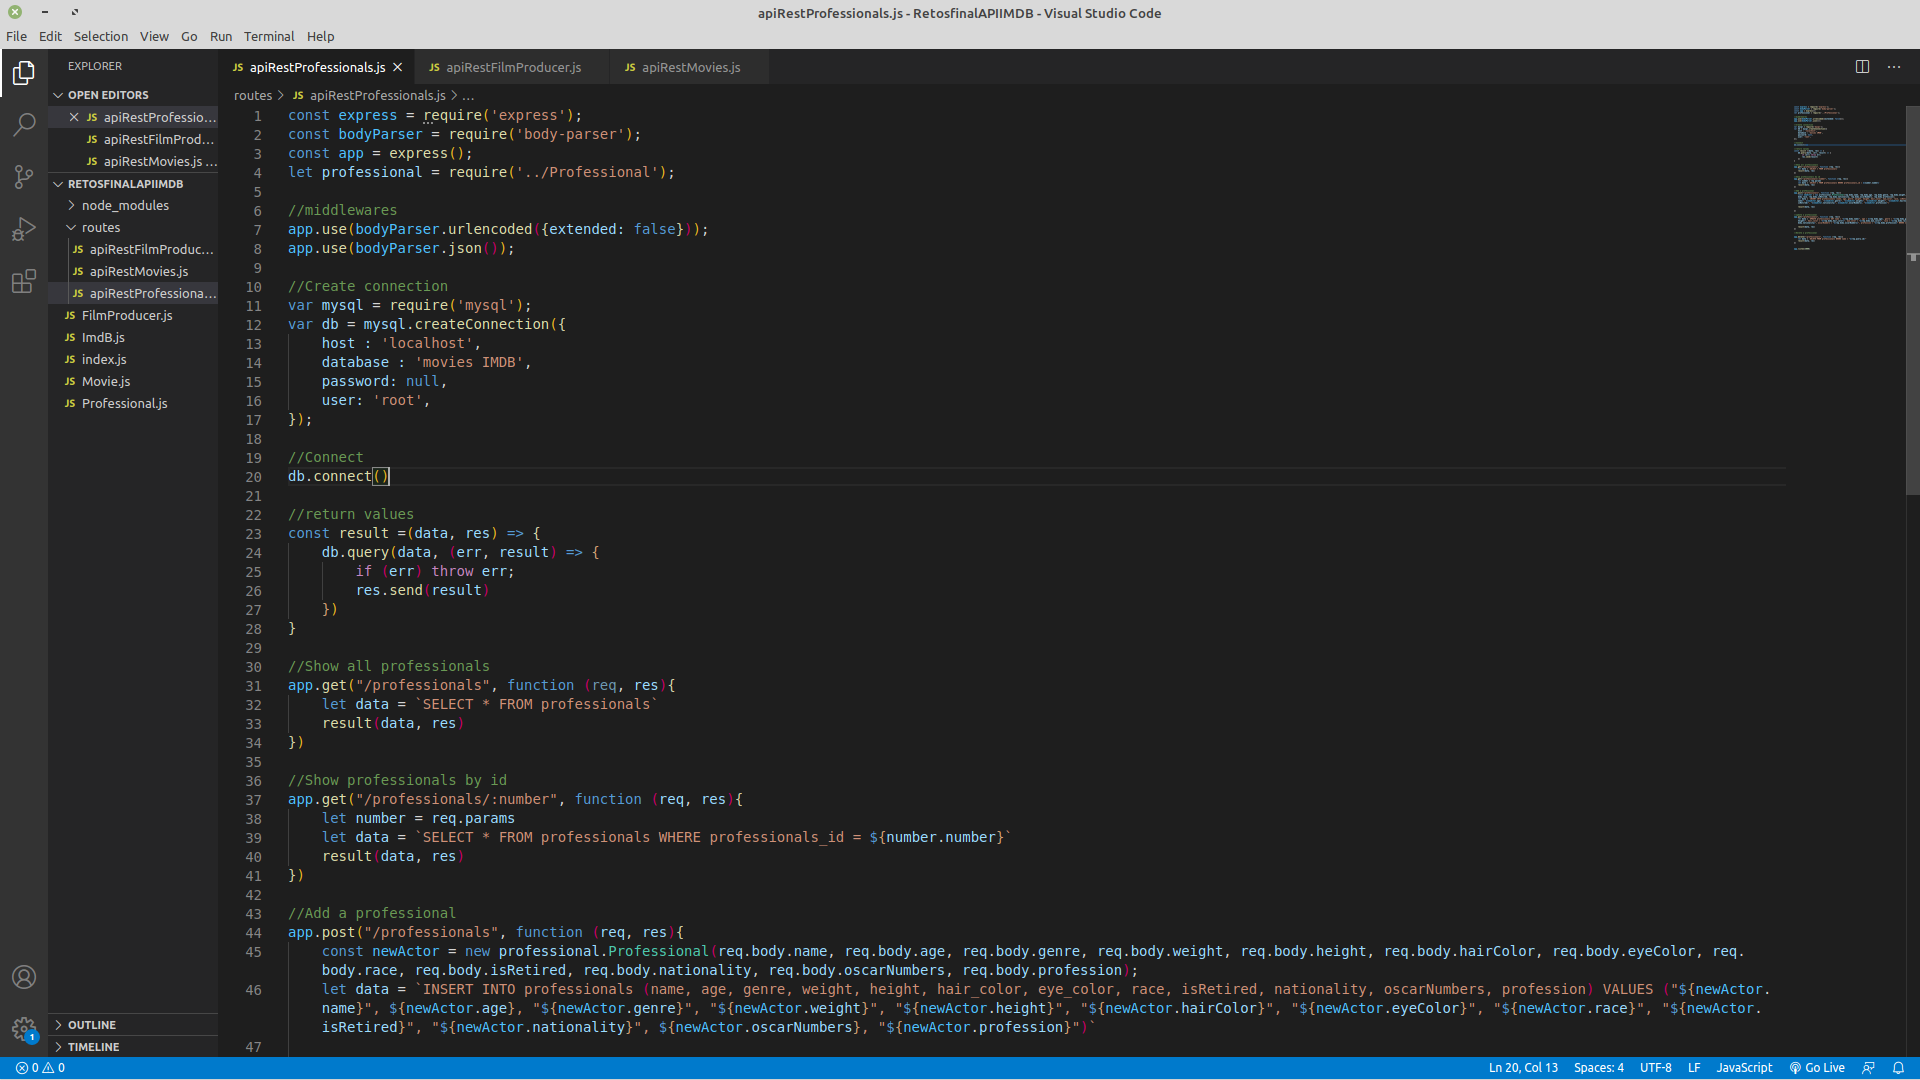 apiRestProfessionals.js - RetosfinalAPIIMDB - Visual Studio Code
File Edit Selection View Go Run Terminal Help
EXPLORER
OPEN EDITORS
JS apiRestProfessio...
JS apiRestFilmProd...
JS apiRestMovies.js ...
RETOSFINALAPIIMDB
node_modules
routes
JS apiRestFilmProduc...
JS apiRestMovies.js
JS apiRestProfessiona...
JS FilmProducer.js
JS ImdB.js
JS index.js
JS Movie.js
JS Professional.js
OUTLINE
TIMELINE
1
JS apiRestProfessionals.js JS apiRestFilmProducer.js JS apiRestMovies.js
routes > JS apiRestProfessionals.js > ...
1 const express = require('express');
2 const bodyParser = require('body-parser');
3 const app = express();
4 let professional = require('../Professional');
5
6 //middlewares
7 app.use(bodyParser.urlencoded({extended: false}));
8 app.use(bodyParser.json());
9
10 //Create connection
11 var mysql = require('mysql');
12 var db = mysql.createConnection({
13 host : 'localhost',
14 database : 'movies IMDB',
15 password: null,
16 user: 'root',
17 });
18
19 //Connect
20 db.connect()
21
22 //return values
23 const result =(data, res) => {
24 db.query(data, (err, result) => {
25 if (err) throw err;
26 res.send(result)
27 })
28 }
29
30 //Show all professionals
31 app.get("/professionals", function (req, res){
32 let data = `SELECT * FROM professionals`
33 result(data, res)
34 })
35
36 //Show professionals by id
37 app.get("/professionals/:number", function (req, res){
38 let number = req.params
39 let data = `SELECT * FROM professionals WHERE professionals_id = ${number.number}`
40 result(data, res)
41 })
42
43 //Add a professional
44 app.post("/professionals", function (req, res){
45 const newActor = new professional.Professional(req.body.name, req.body.age, req.body.genre, req.body.weight, req.body.height, req.body.hairColor, req.body.eyeColor, req.
body.race, req.body.isRetired, req.body.nationality, req.body.oscarNumbers, req.body.profession);
46 let data = `INSERT INTO professionals (name, age, genre, weight, height, hair_color, eye_color, race, isRetired, nationality, oscarNumbers, profession) VALUES ("${newActor.
name}", ${newActor.age}, "${newActor.genre}", "${newActor.weight}", "${newActor.height}", "${newActor.hairColor}", "${newActor.eyeColor}", "${newActor.race}", "${newActor.
isRetired}", "${newActor.nationality}", ${newActor.oscarNumbers}, "${newActor.profession}")`
47
0 0 Ln 20, Col 13 Spaces: 4 UTF-8 LF JavaScript Go Live